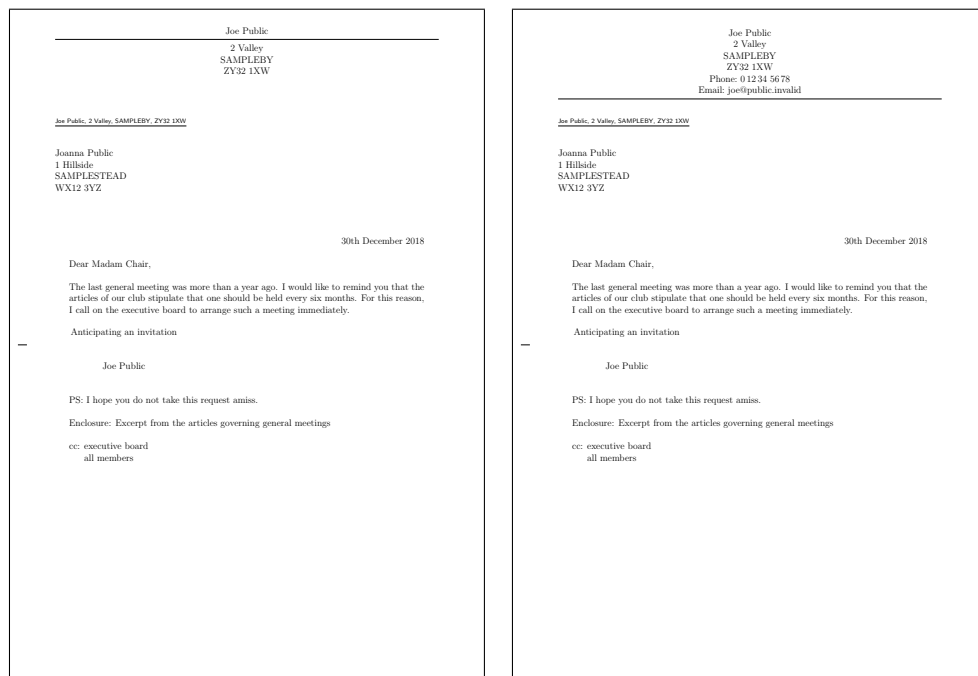 Joe Public
2 Valley
SAMPLEBY
ZY32 1XW
Joe Public, 2 Valley, SAMPLEBY, ZY32 1XW
Joanna Public
1 Hillside
SAMPLESTEAD
WX12 3YZ
30th December 2018
Dear Madam Chair,
The last general meeting was more than a year ago. I would like to remind you that the
articles of our club stipulate that one should be held every six months. For this reason,
I call on the executive board to arrange such a meeting immediately.
Anticipating an invitation
Joe Public
PS: I hope you do not take this request amiss.
Enclosure: Excerpt from the articles governing general meetings
cc: executive board
all members
Joe Public
2 Valley
SAMPLEBY
ZY32 1XW
Phone: 0 12 34 56 78
Email: joe@public.invalid
Joe Public, 2 Valley, SAMPLEBY, ZY32 1XW
Joanna Public
1 Hillside
SAMPLESTEAD
WX12 3YZ
30th December 2018
Dear Madam Chair,
The last general meeting was more than a year ago. I would like to remind you that the
articles of our club stipulate that one should be held every six months. For this reason,
I call on the executive board to arrange such a meeting immediately.
Anticipating an invitation
Joe Public
PS: I hope you do not take this request amiss.
Enclosure: Excerpt from the articles governing general meetings
cc: executive board
all members